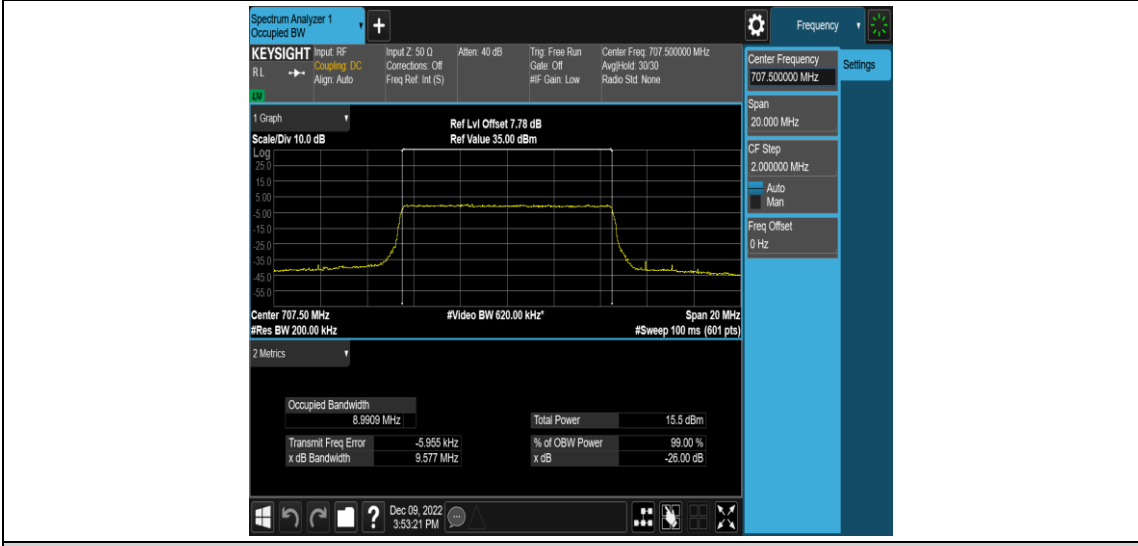 Spectrum Analyzer 1
Occupied BW
+
Frequency
KEYSIGHT
RL
Input: RF
Coupling: DC
Align: Auto
Input Z: 50 Ω
Corrections: Off
Freq Ref: Int (S)
Atten: 40 dB
Trig: Free Run
Gate: Off
#IF Gain: Low
Center Freq: 707.500000 MHz
Avg|Hold: 30/30
Radio Std: None
Center Frequency
707.500000 MHz
Settings
Span
20.000 MHz
CF Step
2.000000 MHz
Auto
Man
Freq Offset
0 Hz
1 Graph
Scale/Div 10.0 dB
Ref Lvl Offset 7.78 dB
Ref Value 35.00 dBm
Log
25.0
15.0
5.00
-5.00
-15.0
-25.0
-35.0
-45.0
-55.0
Center 707.50 MHz
#Video BW 620.00 kHz*
Span 20 MHz
#Res BW 200.00 kHz
#Sweep 100 ms (601 pts)
2 Metrics
Occupied Bandwidth
8.9909 MHz
Total Power 15.5 dBm
Transmit Freq Error -5.955 kHz
% of OBW Power 99.00 %
x dB Bandwidth 9.577 MHz
x dB -26.00 dB
?
Dec 09, 2022
3:53:21 PM